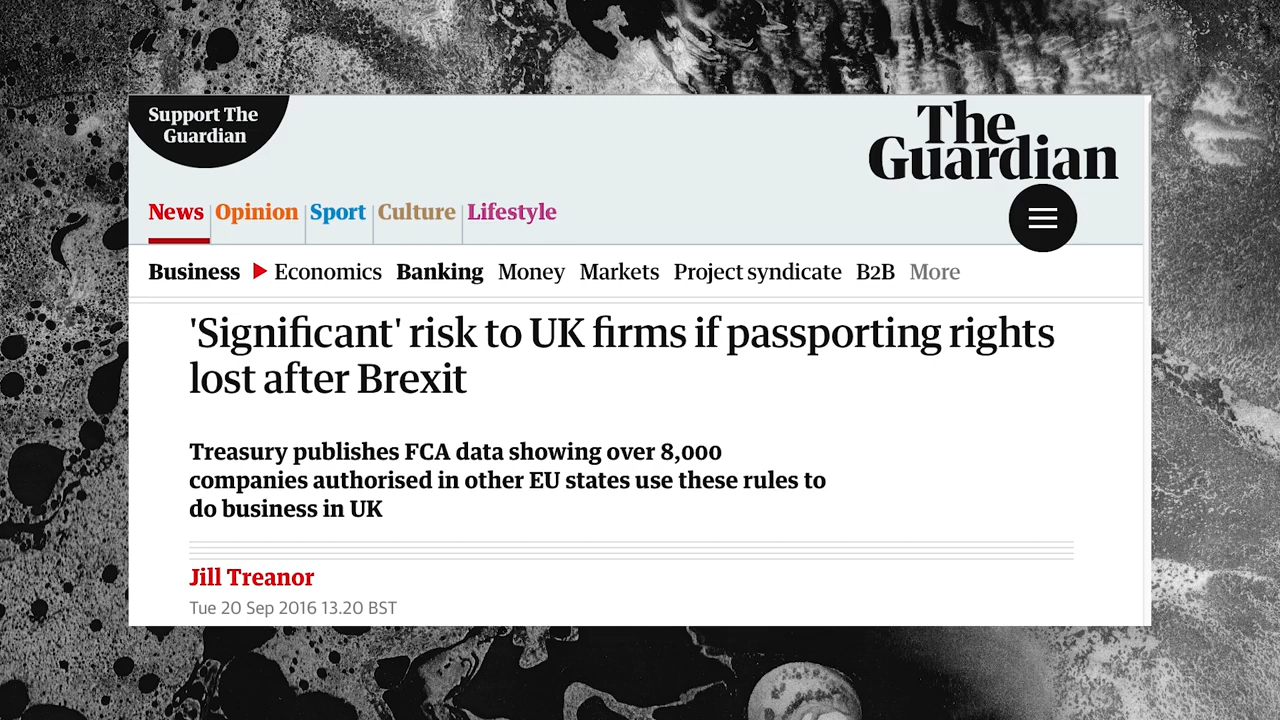 Support The
Guardian
The
Guardian
News Opinion Sport Culture Lifestyle
Business Economics Banking Money Markets Project syndicate B2B More
'Significant' risk to UK firms if passporting rights
lost after Brexit
Treasury publishes FCA data showing over 8,000
companies authorised in other EU states use these rules to
do business in UK
Jill Treanor
Tue 20 Sep 2016 13.20 BST